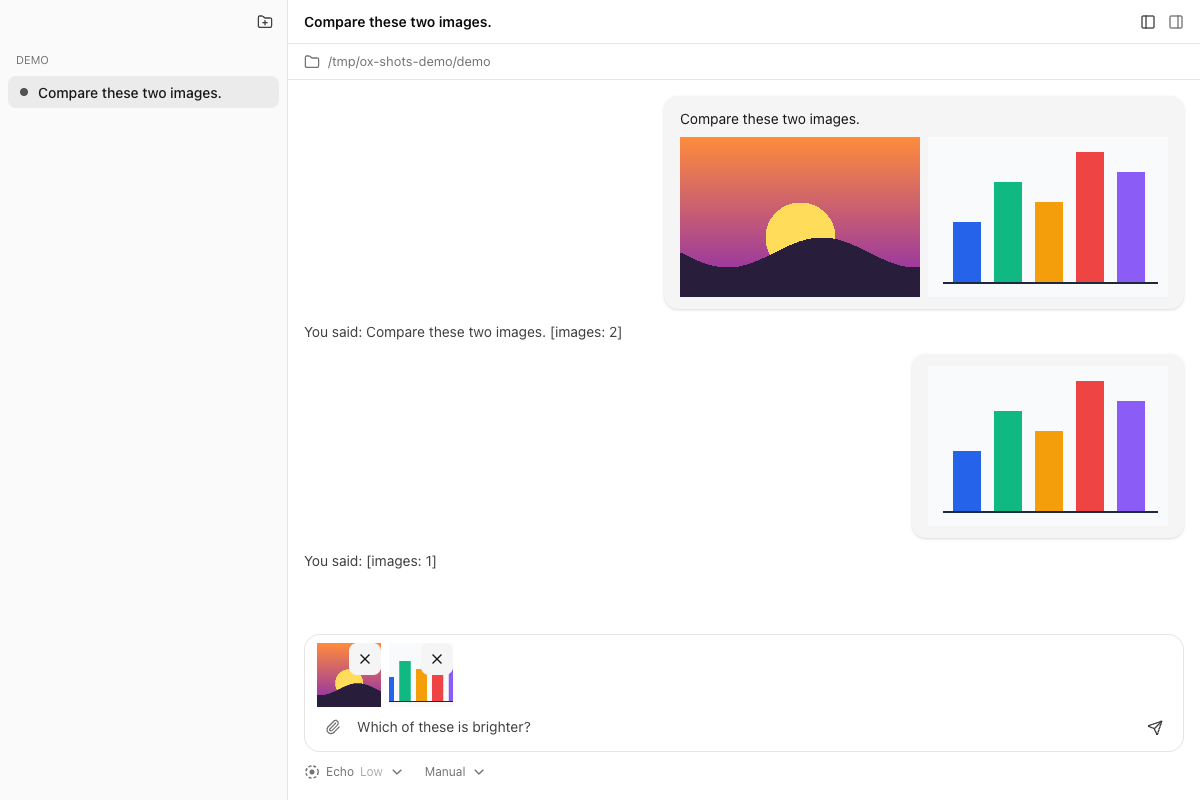 Compare these two images.
/tmp/ox-shots-demo/demo
DEMO
Compare these two images.
Compare these two images.
You said: Compare these two images. [images: 2]
You said: [images: 1]
Which of these is brighter?
Echo Low Manual